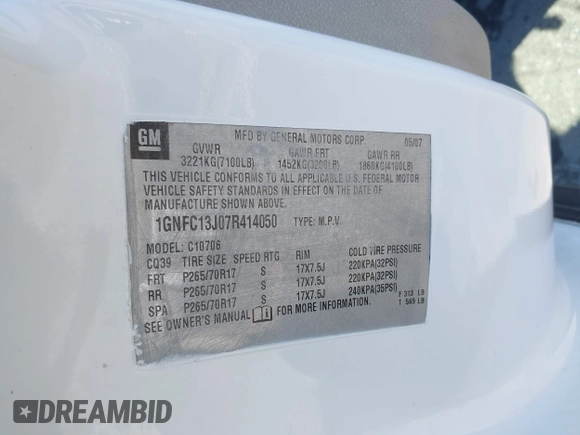 GM
MFD BY GENERAL MOTORS CORP 05/07
GVWR GAWR FRT GAWR RR
3221KG(7100LB) 1452KG(3200LB) 1860KG(4100LB)
THIS VEHICLE CONFORMS TO ALL APPLICABLE U.S. FEDERAL MOTOR
VEHICLE SAFETY STANDARDS IN EFFECT ON THE DATE OF
MANUFACTURE SHOWN ABOVE.
1GNFC13J07R414050 TYPE: M.P.V.
MODEL: C10706
CQ39 TIRE SIZE SPEED RTG RIM COLD TIRE PRESSURE
FRT P265/70R17 S 17X7.5J 220KPA(32PSI)
RR P265/70R17 S 17X7.5J 220KPA(32PSI)
SPA P265/70R17 S 17X7.5J 240KPA(35PSI)
SEE OWNER'S MANUAL FOR MORE INFORMATION.
F 313 LB
T 549 LB
DREAMBID